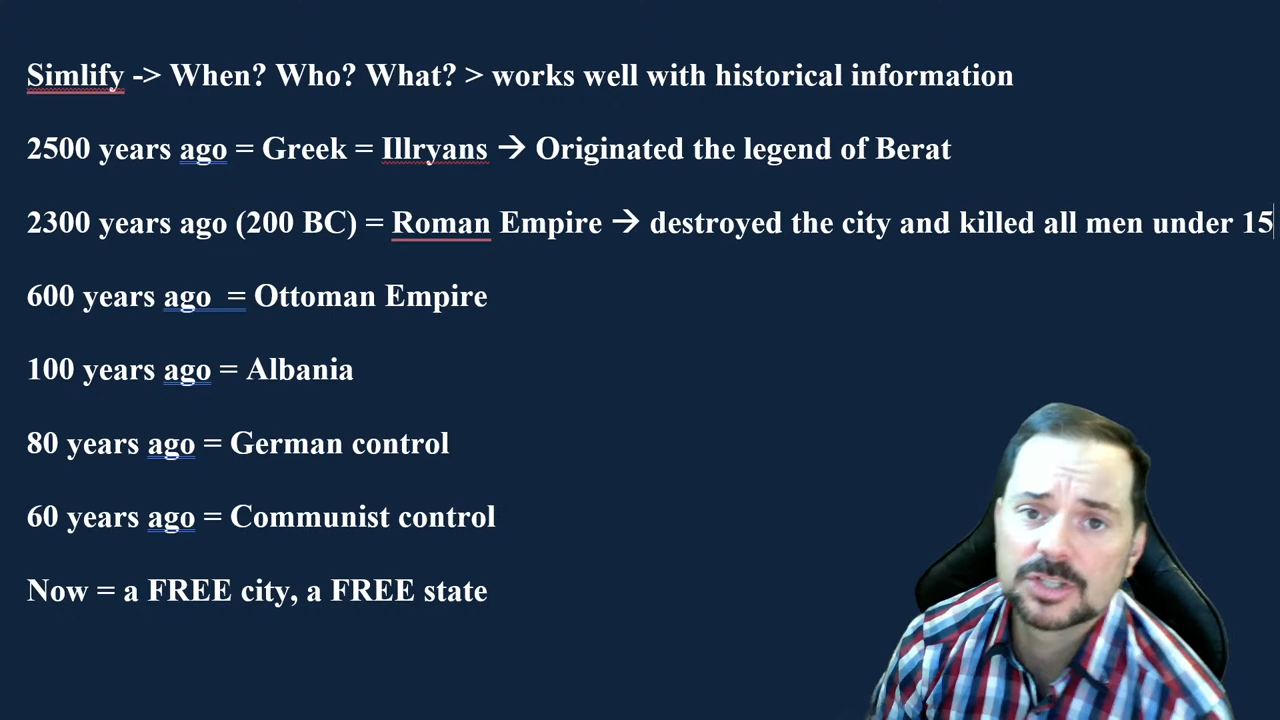 Simlify -> When? Who? What? > works well with historical information
2500 years ago = Greek = Illryans → Originated the legend of Berat
2300 years ago (200 BC) = Roman Empire → destroyed the city and killed all men under 15
600 years ago  = Ottoman Empire
100 years ago = Albania
80 years ago = German control
60 years ago = Communist control
Now = a FREE city, a FREE state